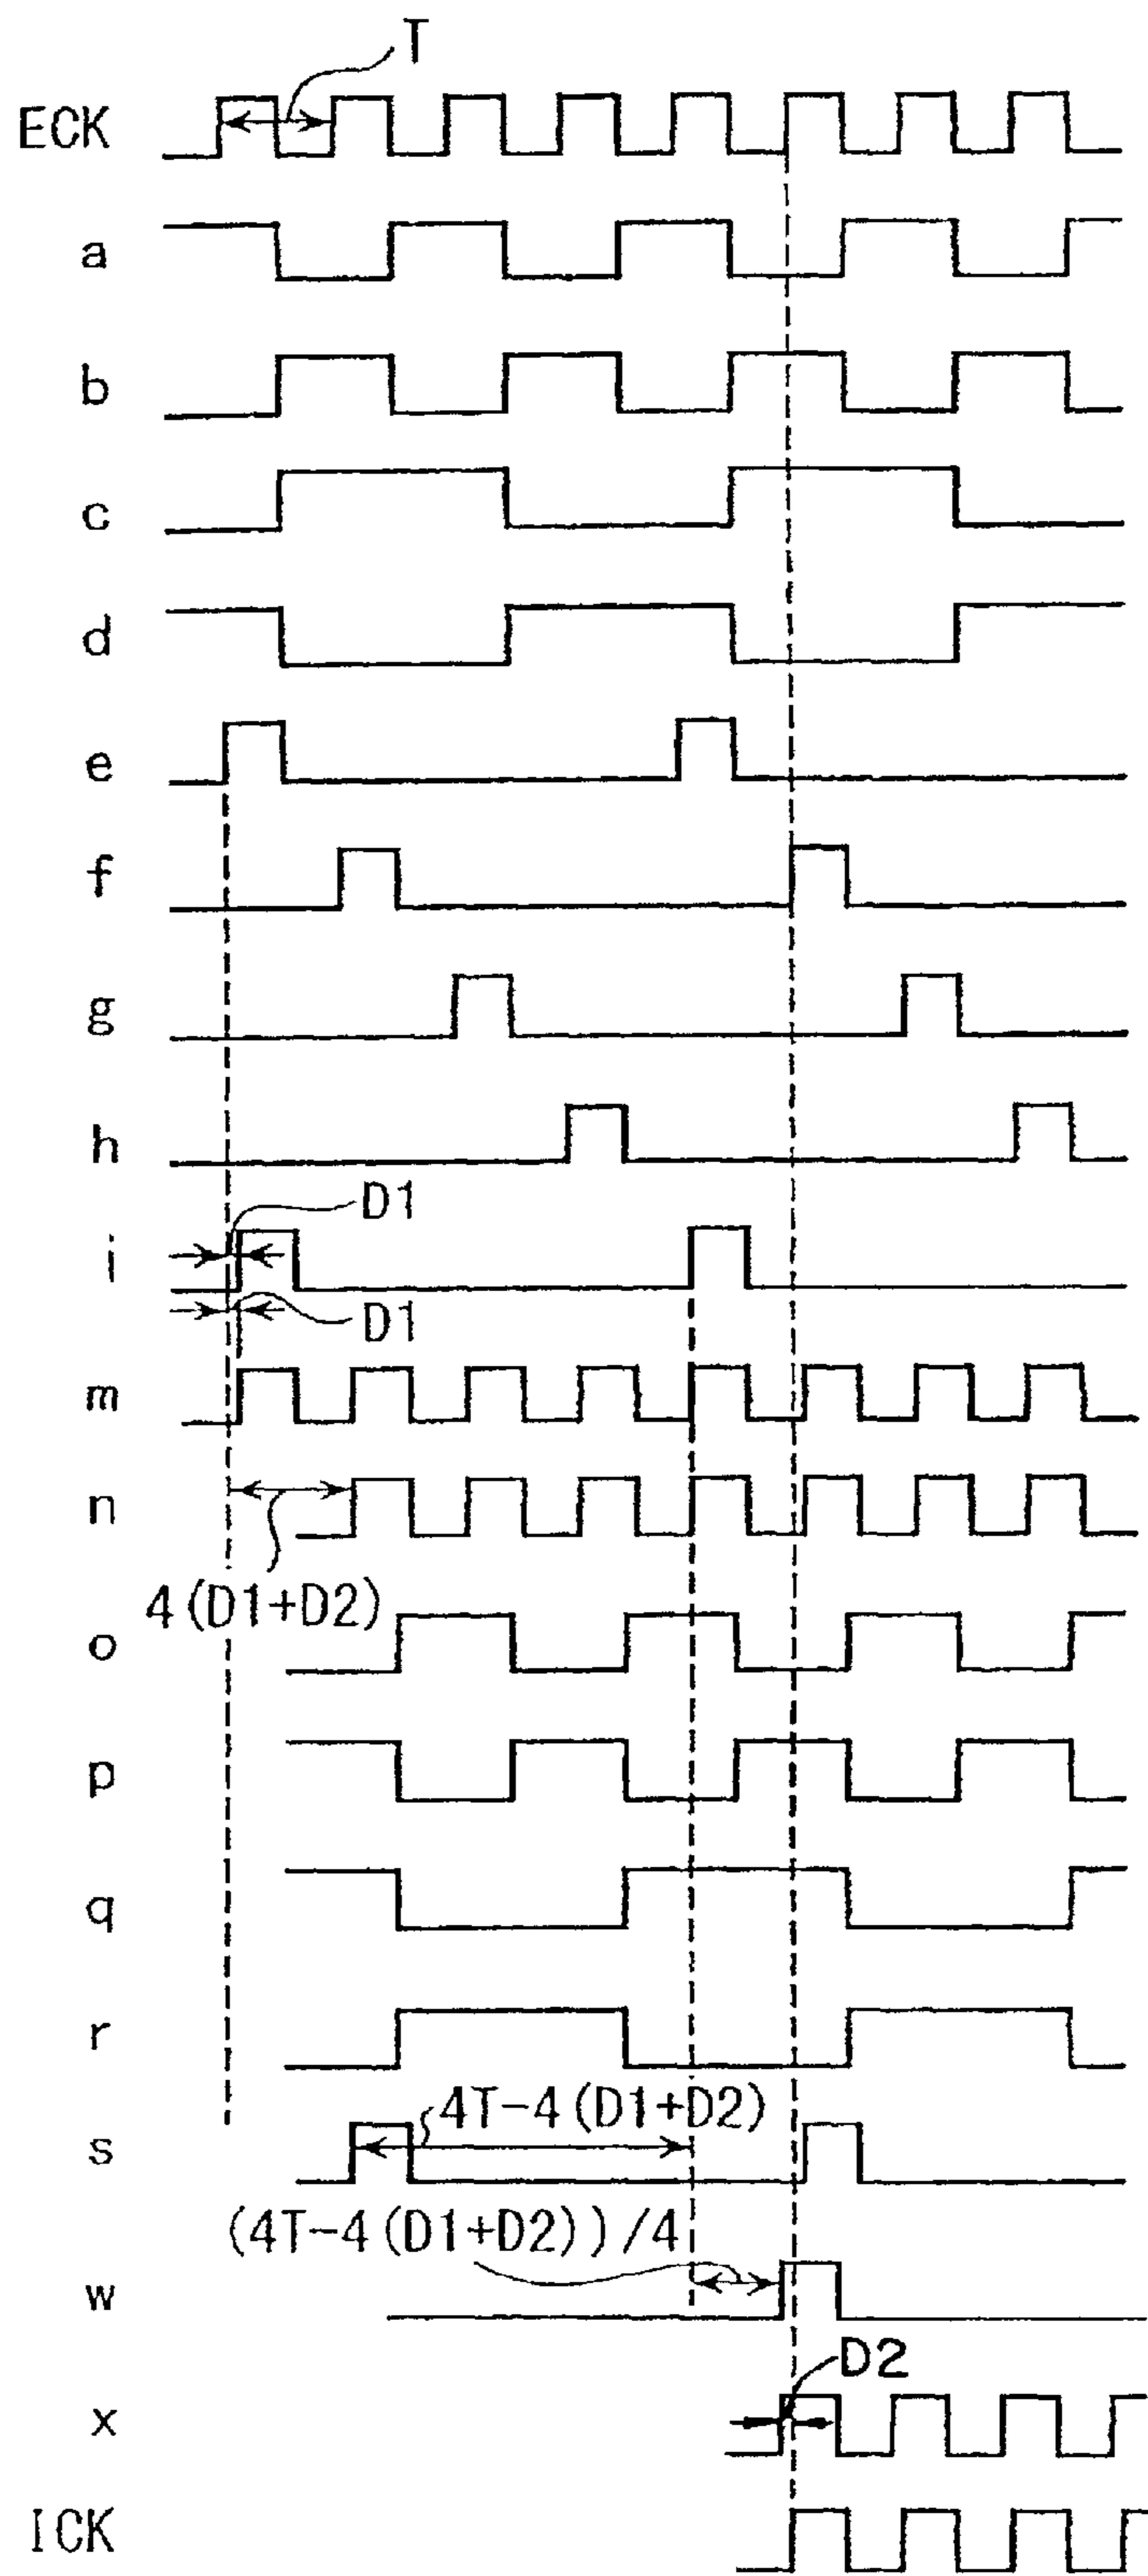 T
ECK
a
b
c
d
e
f
g
h
D1
i
D1
m
n
4(D1+D2)
o
p
q
r
4T-4(D1+D2)
s
(4T-4(D1+D2))/4
w
D2
x
ICK